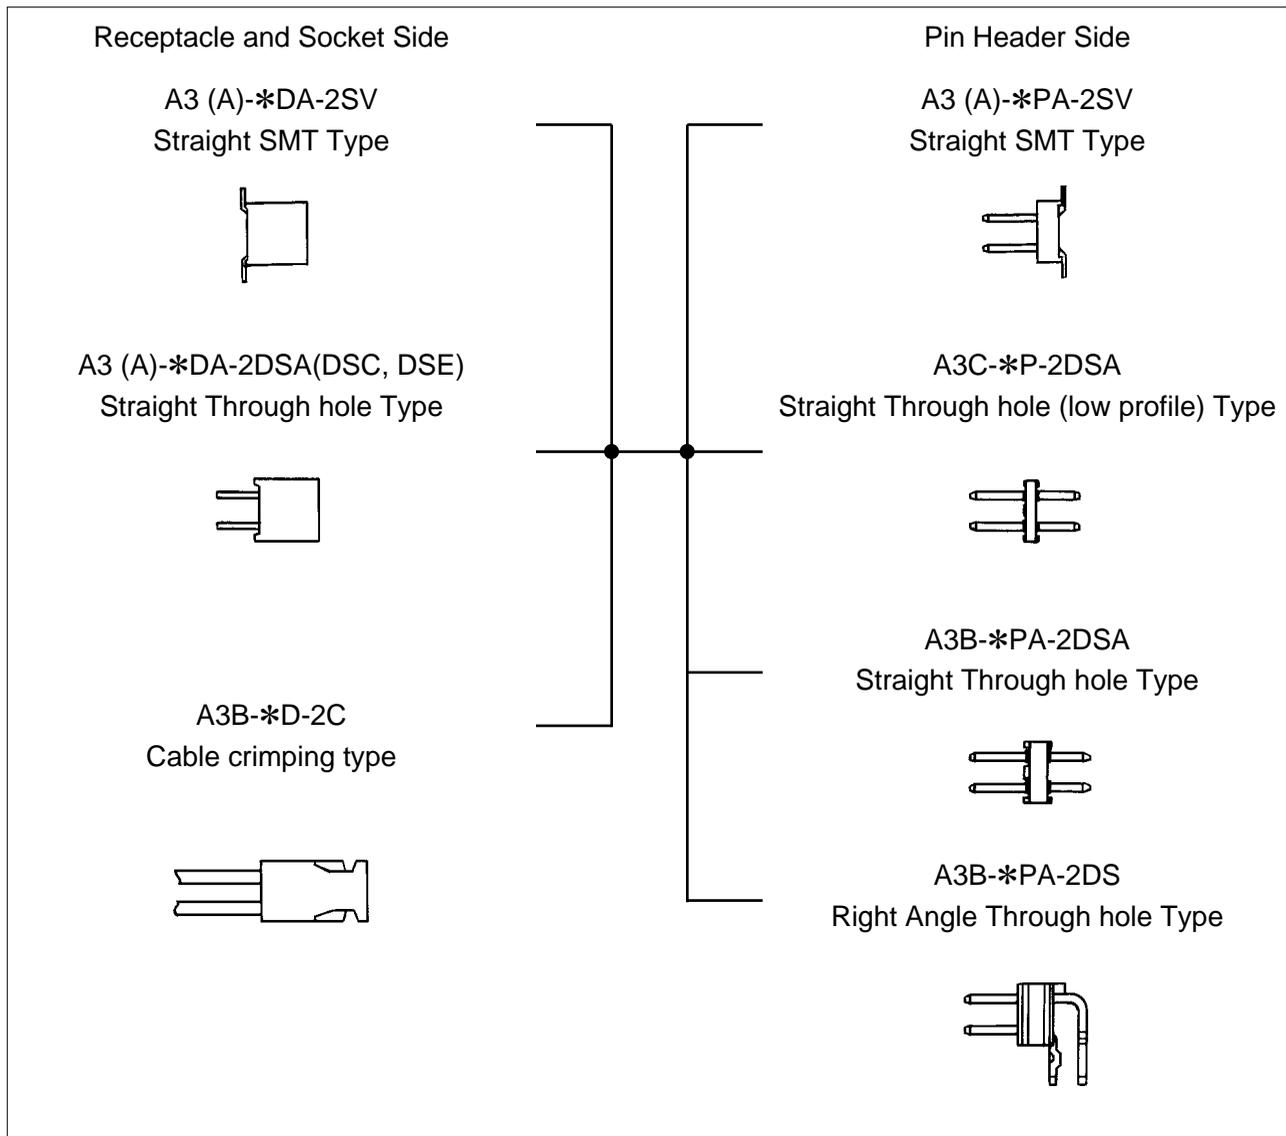 Receptacle and Socket Side
A3 (A)-✻DA-2SV
Straight SMT Type
A3 (A)-✻DA-2DSA(DSC, DSE)
Straight Through hole Type
A3B-✻D-2C
Cable crimping type
Pin Header Side
A3 (A)-✻PA-2SV
Straight SMT Type
A3C-✻P-2DSA
Straight Through hole (low profile) Type
A3B-✻PA-2DSA
Straight Through hole Type
A3B-✻PA-2DS
Right Angle Through hole Type